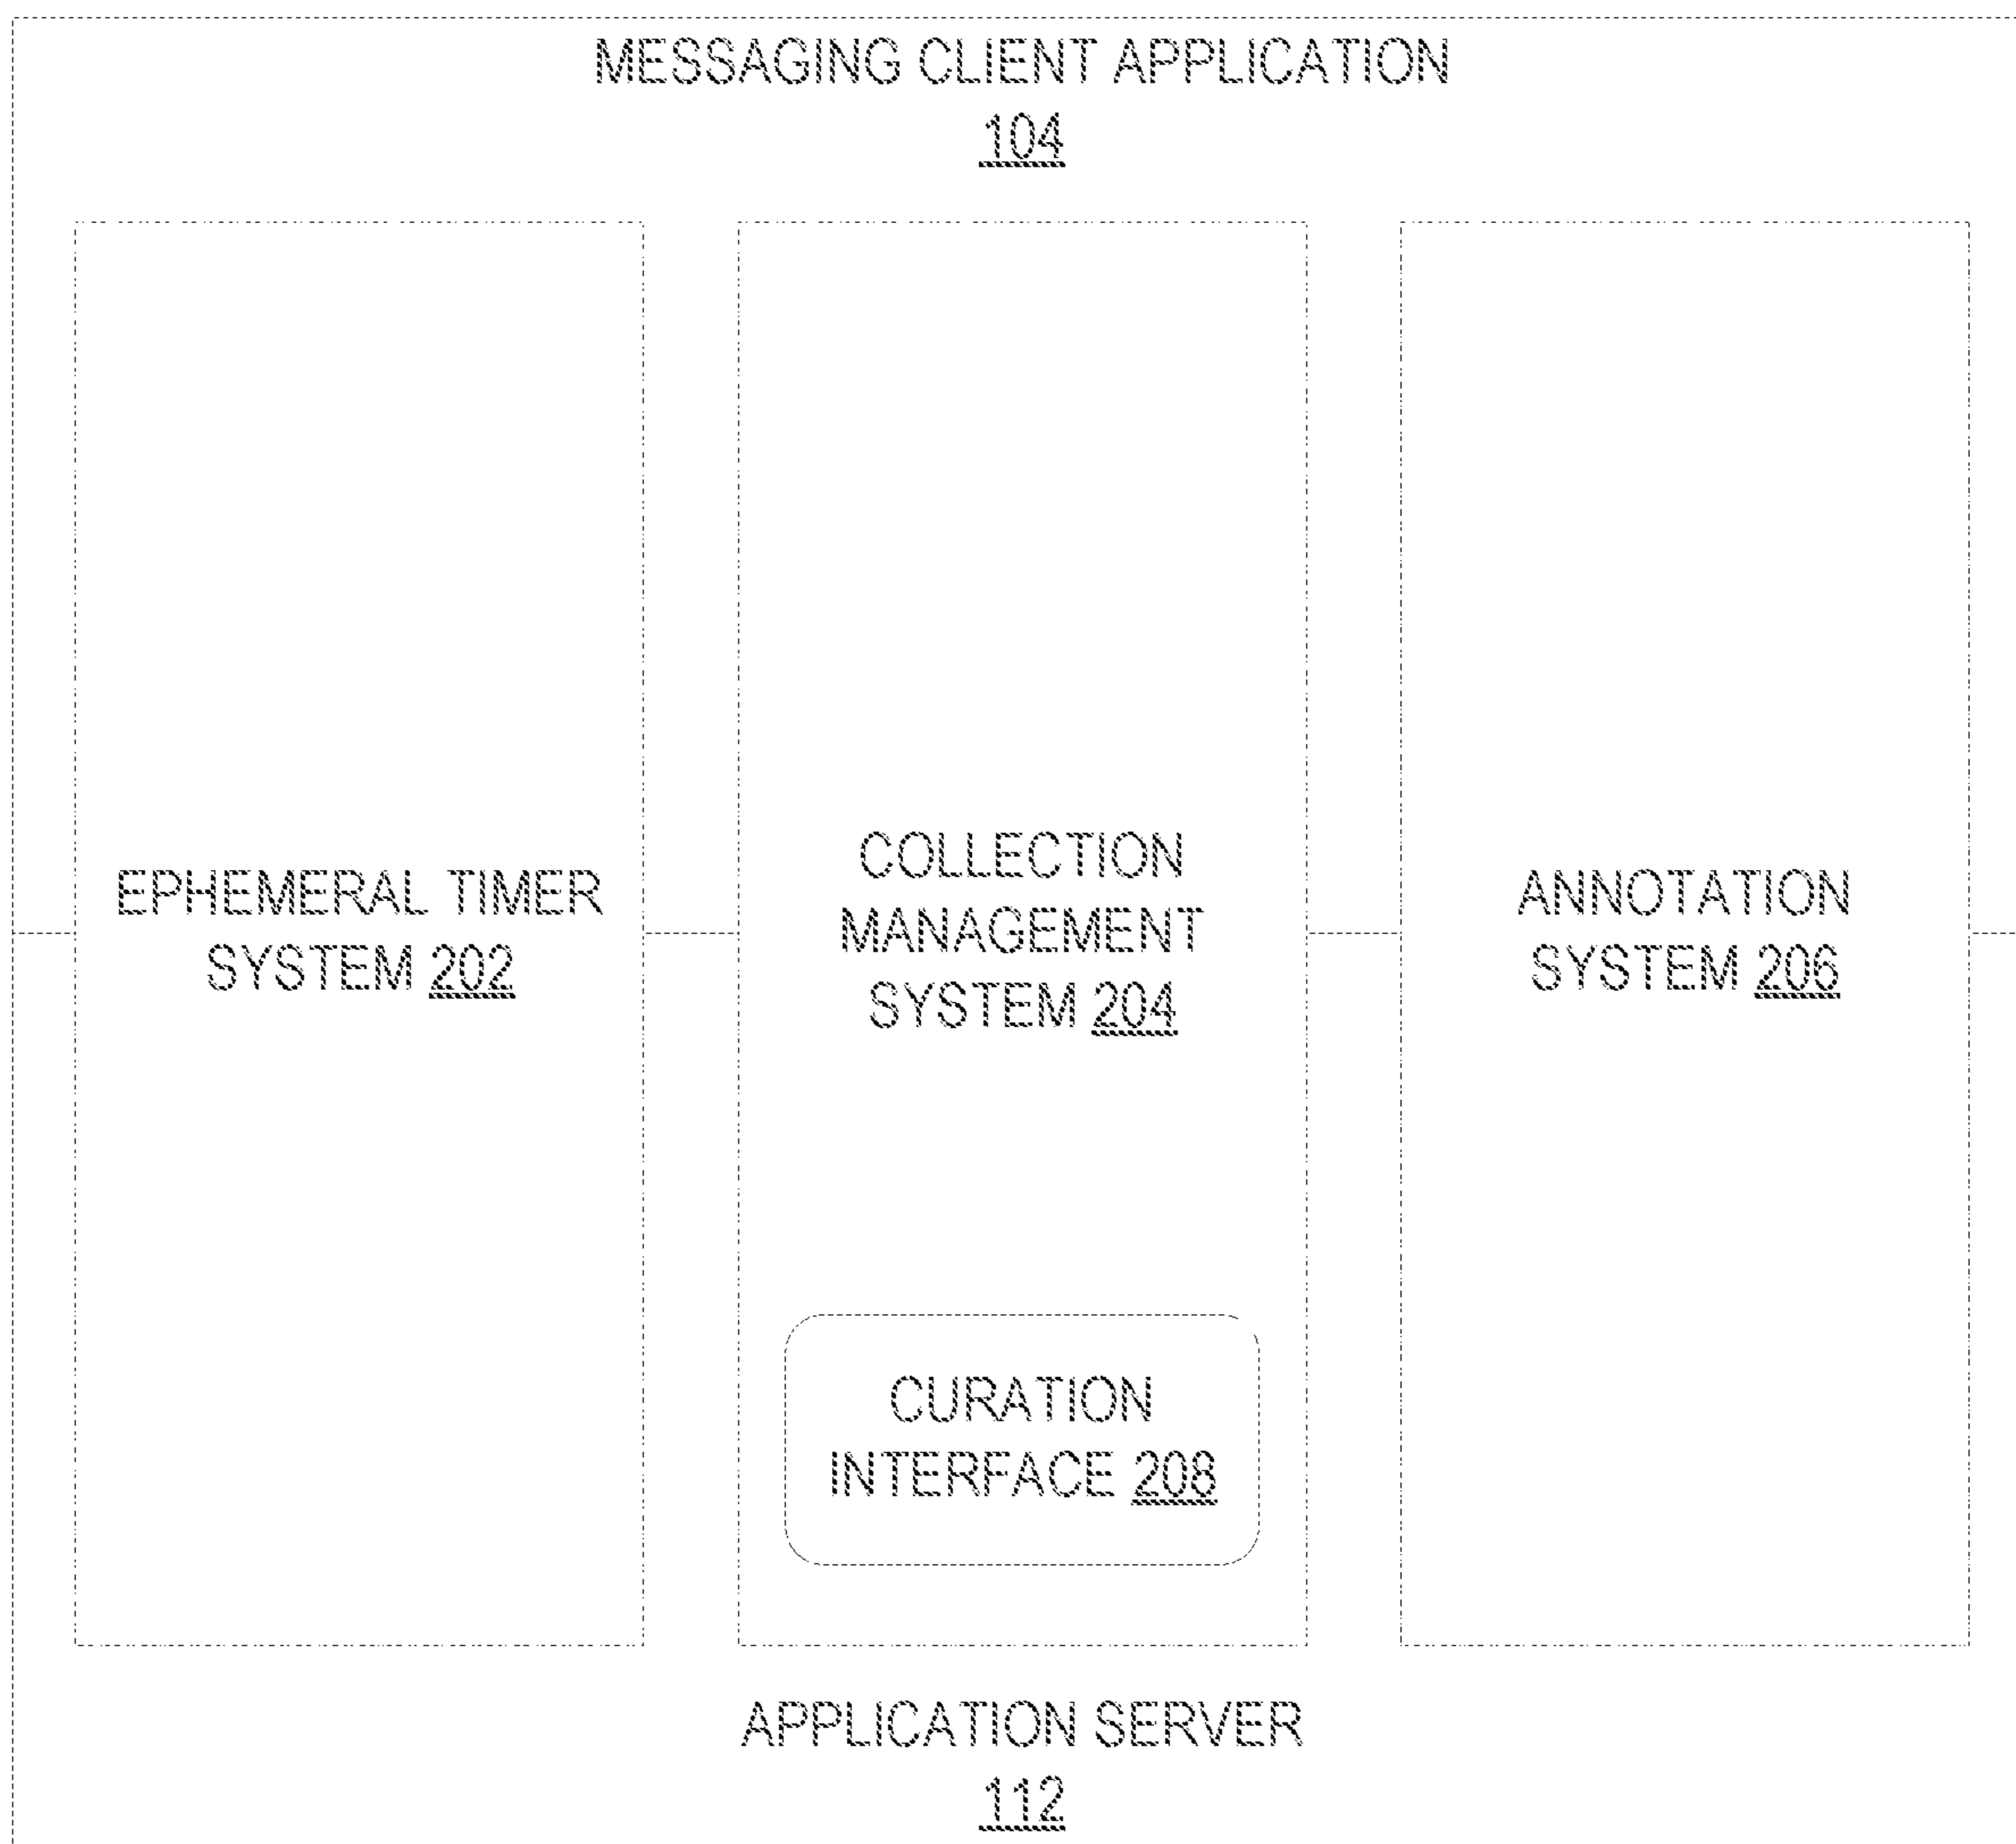 MESSAGING CLIENT APPLICATION
104
EPHEMERAL TIMER
SYSTEM 202
COLLECTION
MANAGEMENT
SYSTEM 204
ANNOTATION
SYSTEM 206
CURATION
INTERFACE 208
APPLICATION SERVER
112